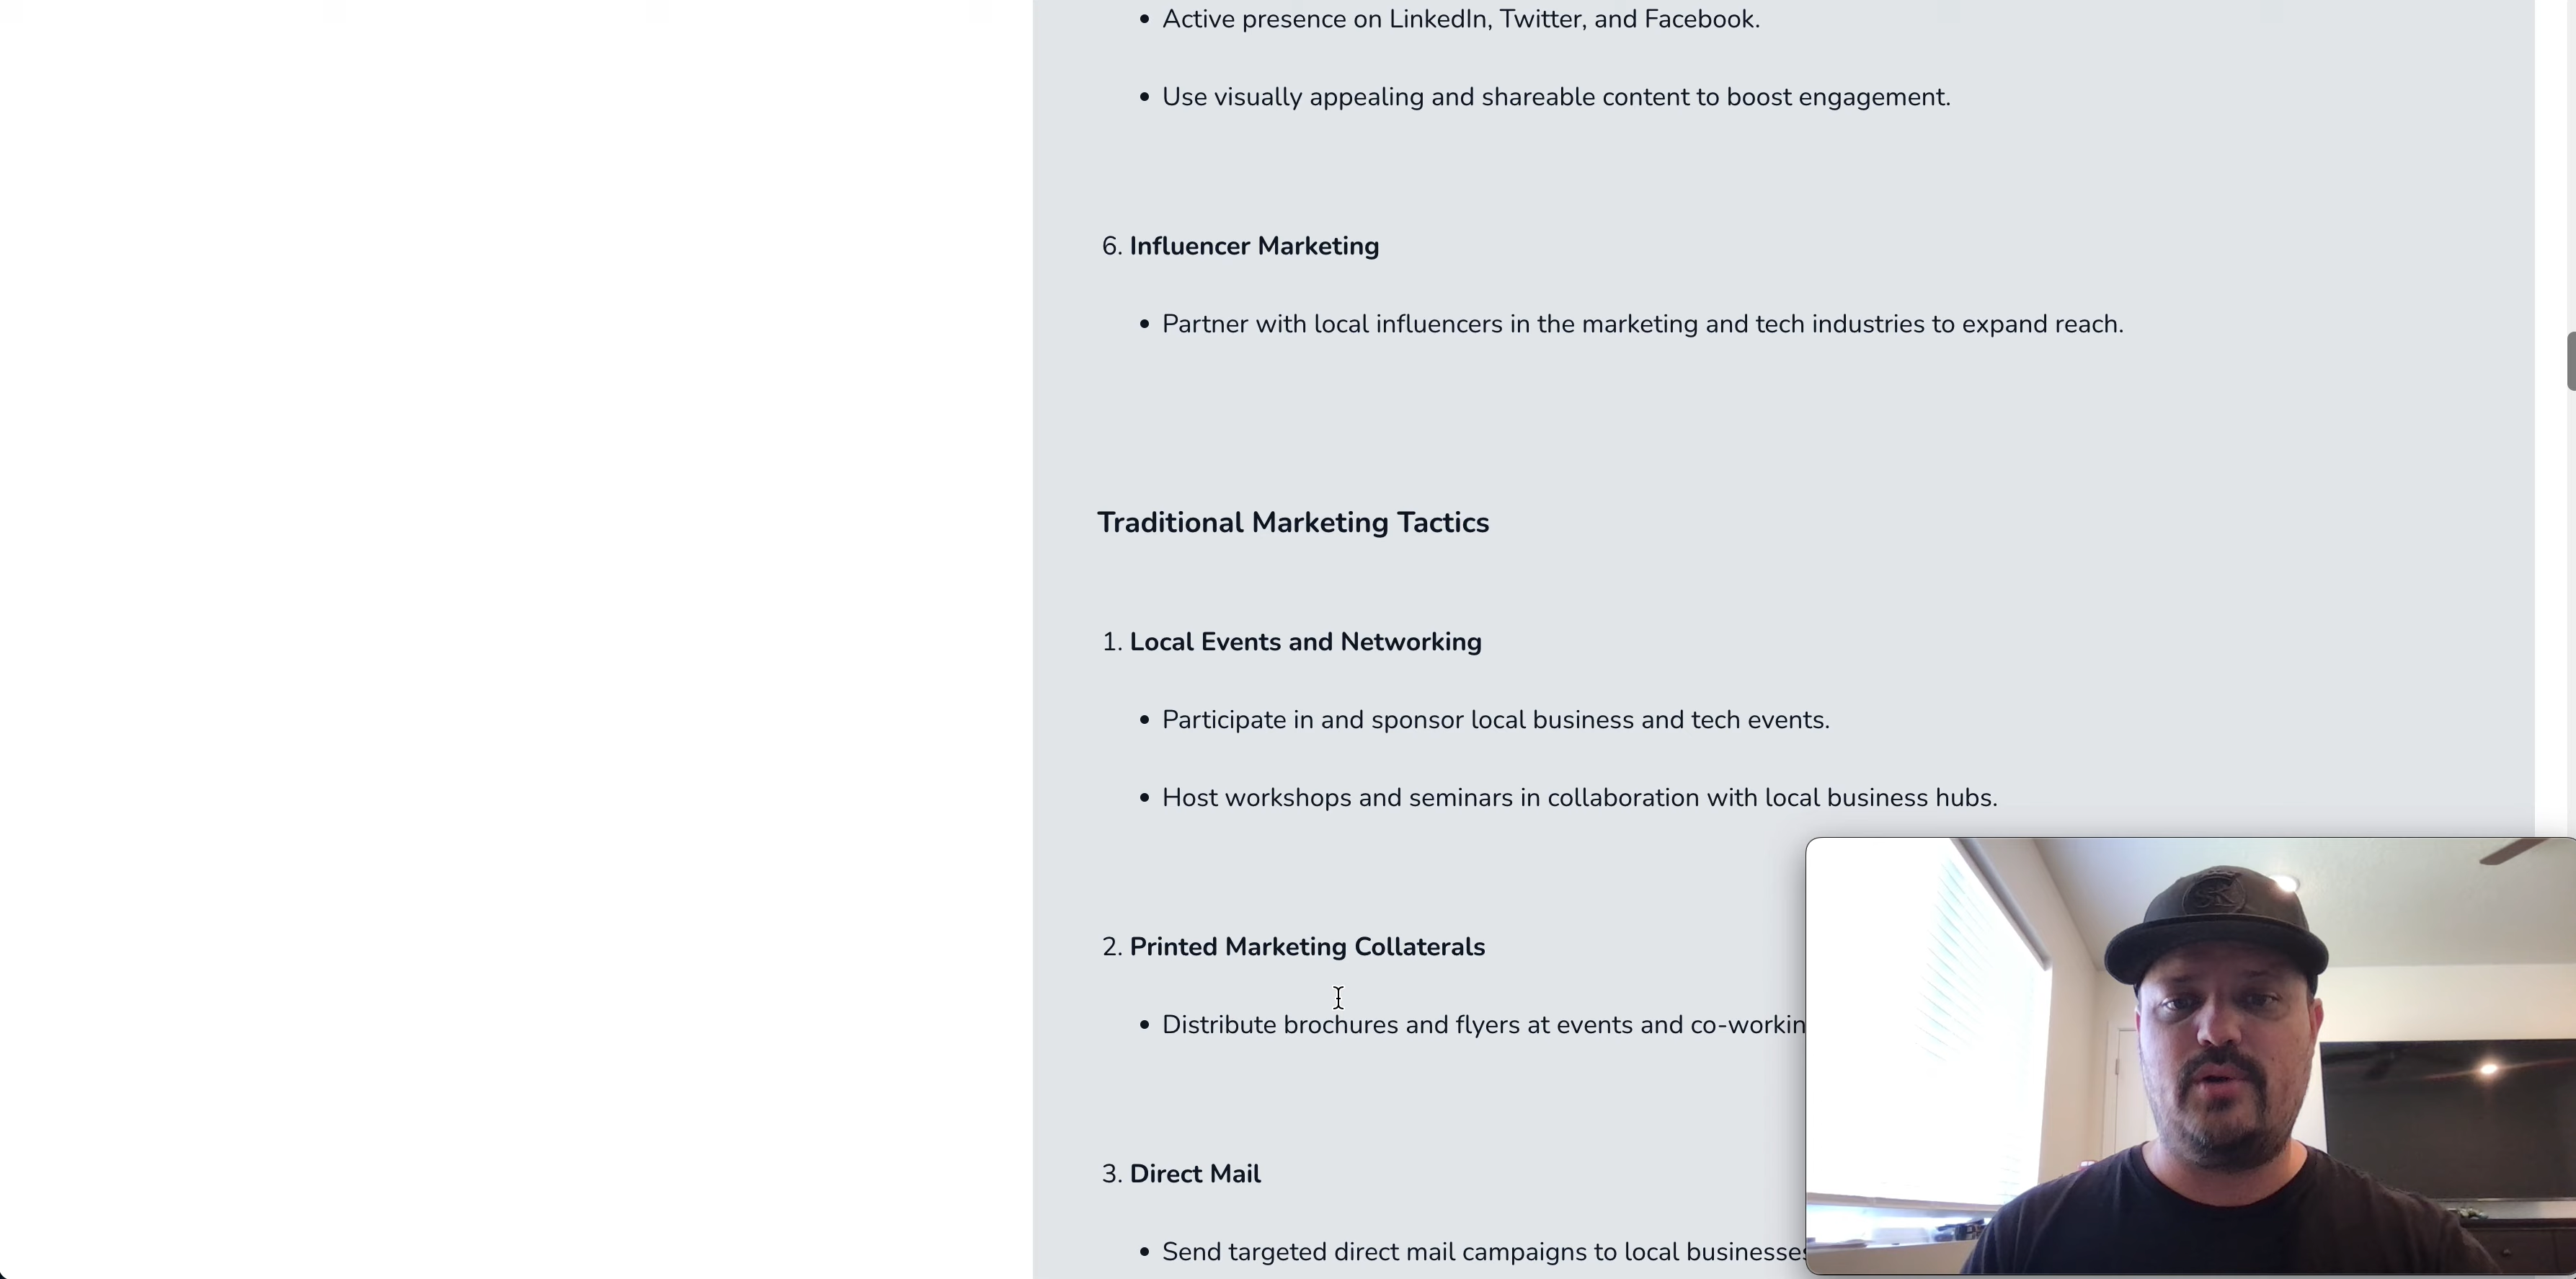 Active presence on LinkedIn, Twitter, and Facebook.
Use visually appealing and shareable content to boost engagement.
6. Influencer Marketing
Partner with local influencers in the marketing and tech industries to expand reach.
Traditional Marketing Tactics
1. Local Events and Networking
Participate in and sponsor local business and tech events.
Host workshops and seminars in collaboration with local business hubs.
2. Printed Marketing Collaterals
Distribute brochures and flyers at events and co-workin
3. Direct Mail
Send targeted direct mail campaigns to local businesses